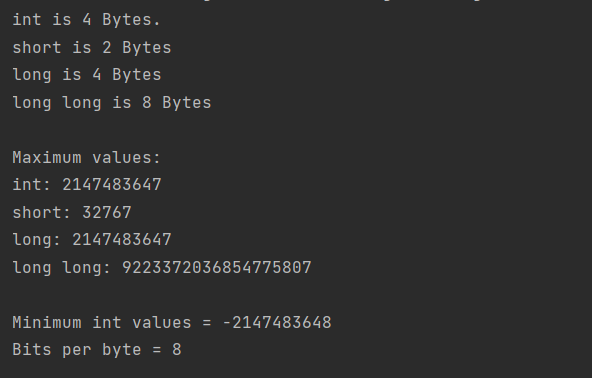 int is 4 Bytes.
short is 2 Bytes
long is 4 Bytes
long long is 8 Bytes
Maximum values:
int: 2147483647
short: 32767
long: 2147483647
long long: 9223372036854775807
Minimum int values = -2147483648
Bits per byte = 8